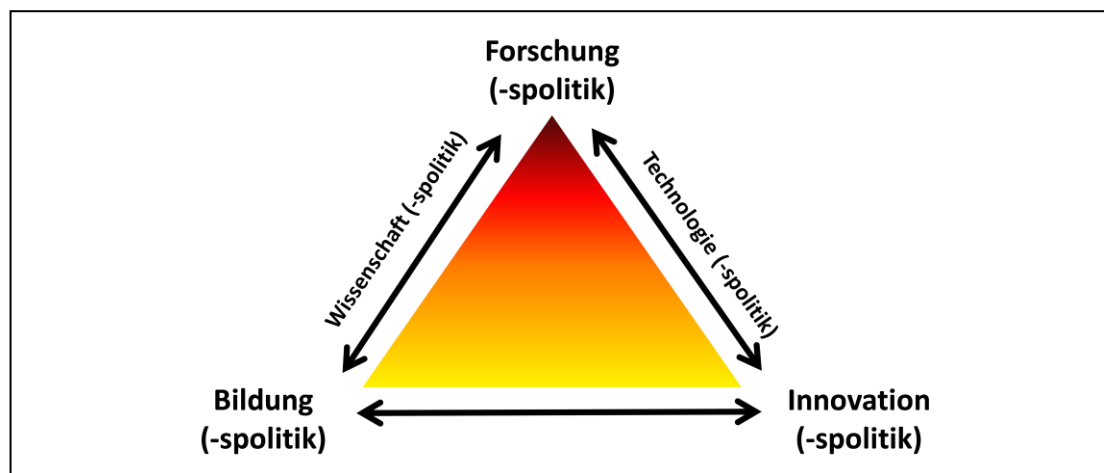 Forschung
(-spolitik)
Wissenschaft (-spolitik)
Technologie (-spolitik)
Bildung
(-spolitik)
Innovation
(-spolitik)